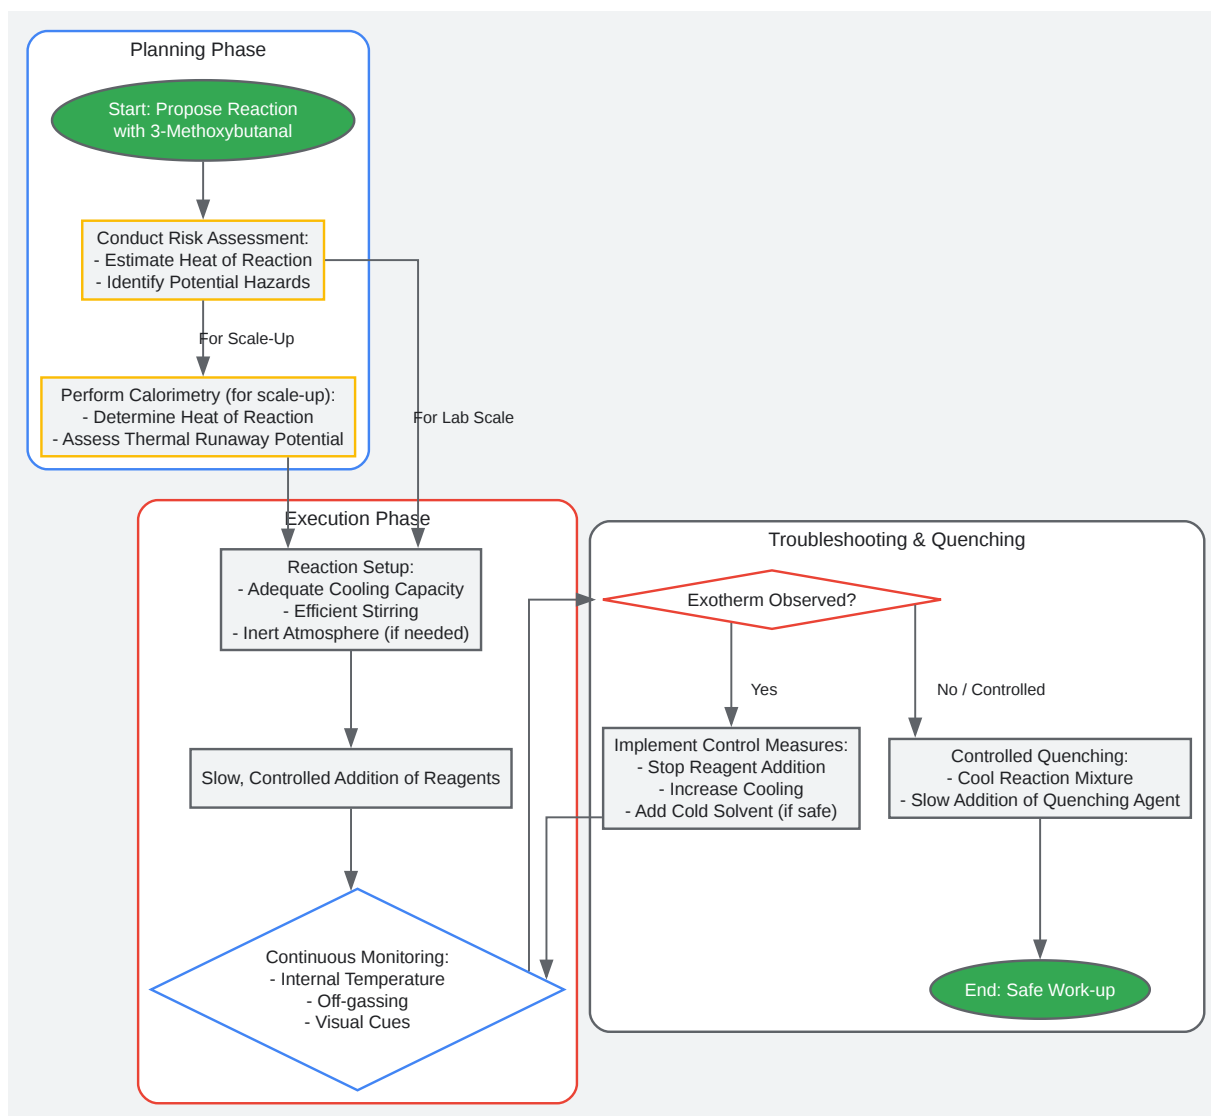 Planning Phase
Start: Propose Reaction
with 3-Methoxybutanal
Conduct Risk Assessment:
- Estimate Heat of Reaction
- Identify Potential Hazards
For Scale-Up
Perform Calorimetry (for scale-up):
- Determine Heat of Reaction
- Assess Thermal Runaway Potential
For Lab Scale
Execution Phase
Reaction Setup:
- Adequate Cooling Capacity
- Efficient Stirring
- Inert Atmosphere (if needed)
Slow, Controlled Addition of Reagents
Continuous Monitoring:
- Internal Temperature
- Off-gassing
- Visual Cues
Troubleshooting & Quenching
Exotherm Observed?
Yes
No / Controlled
Implement Control Measures:
- Stop Reagent Addition
- Increase Cooling
- Add Cold Solvent (if safe)
Controlled Quenching:
- Cool Reaction Mixture
- Slow Addition of Quenching Agent
End: Safe Work-up